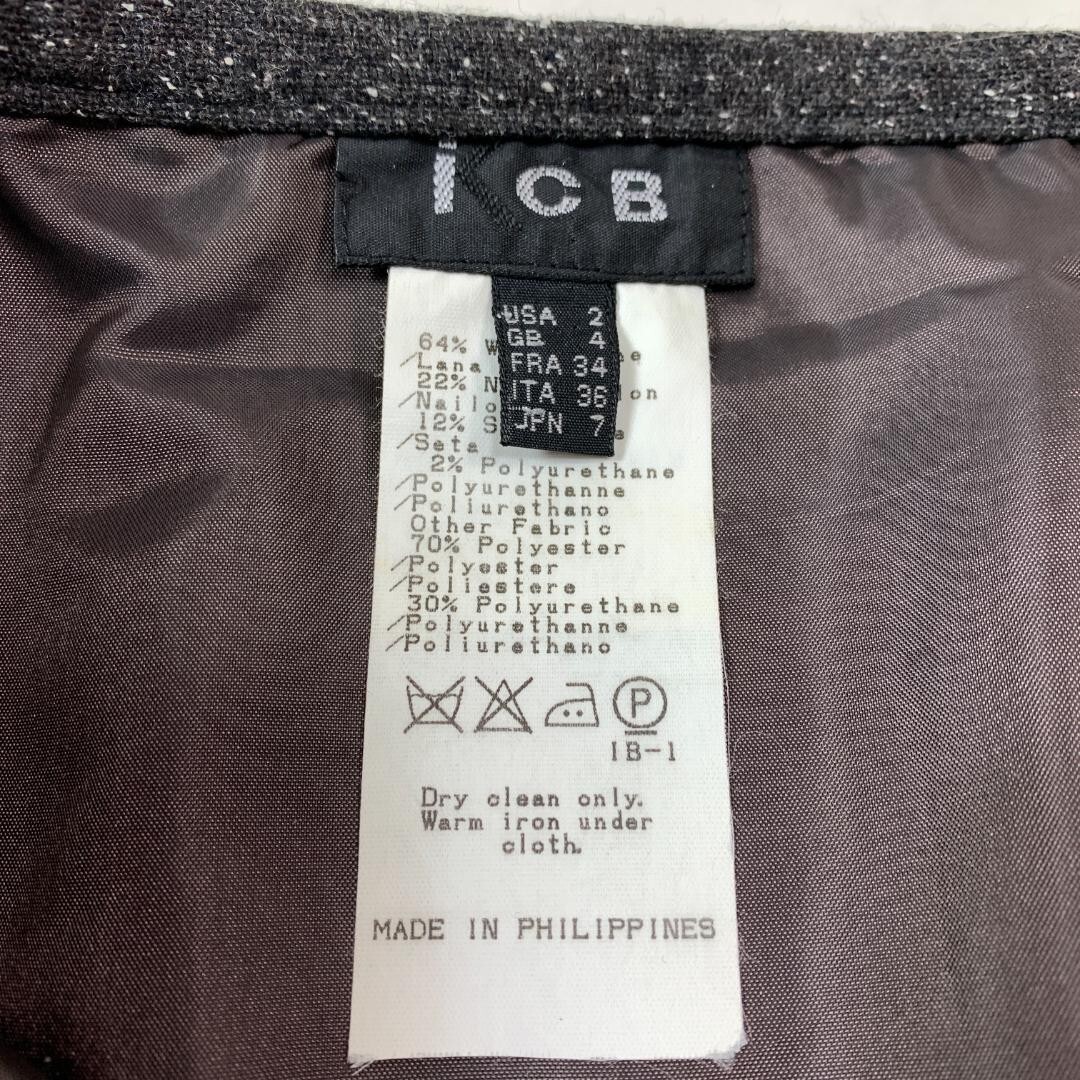 iCB
USA 2
GB 4
FRA 34
ITA 36
JPN 7
64%
/Lana
22%
12%
/Seta
2% Polyurethane
/Polyurethanne
/Poliurethano
Other Fabric
70% Polyester
/Polyester
/Poliestere
30% Polyurethane
/Polyurethanne
/Poliurethano
P
IB-1
Dry clean only.
Warm iron under
cloth.
MADE IN PHILIPPINES